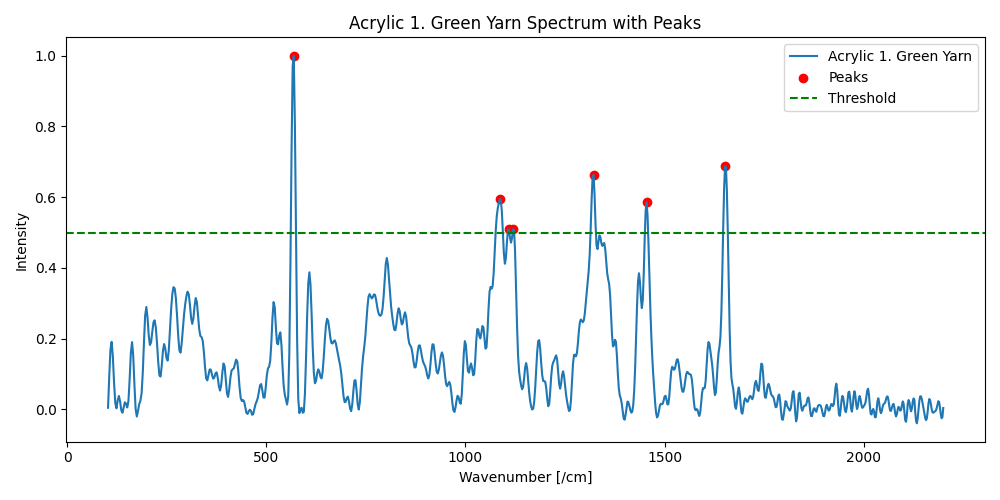 Acrylic 1. Green Yarn Spectrum with Peaks
Acrylic 1. Green Yarn
Peaks
Threshold
1.0
0.8
0.6
0.4
0.2
0.0
Intensity
0
500
1000
1500
2000
Wavenumber [/cm]